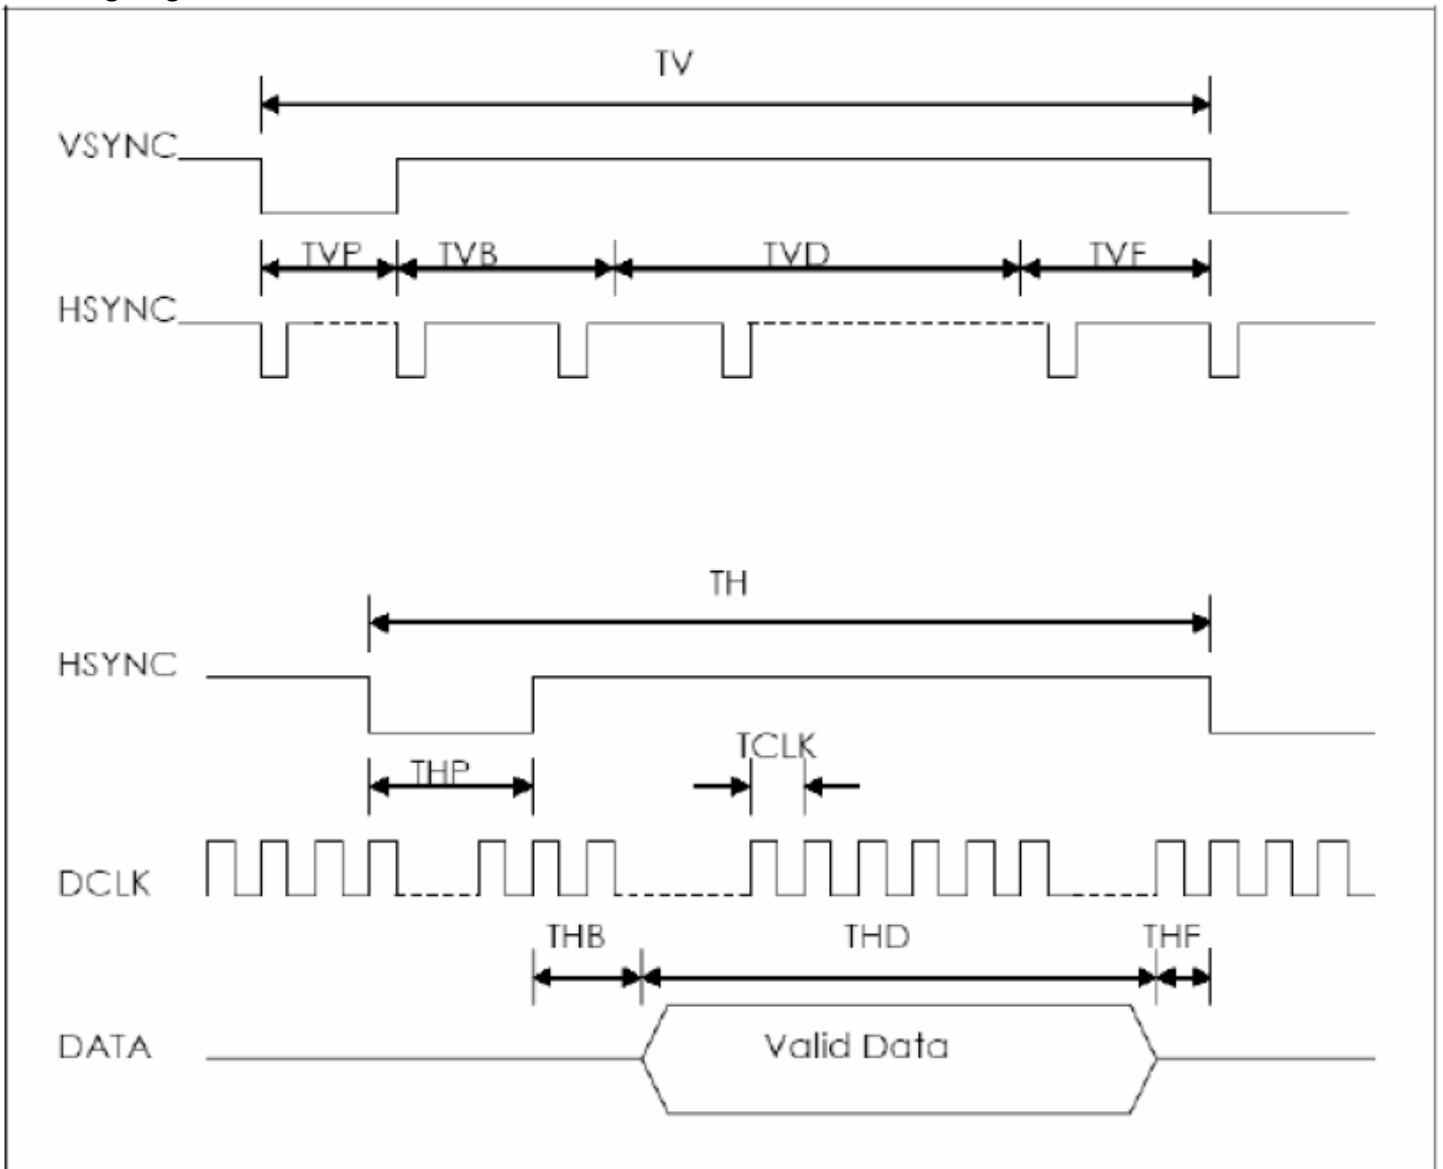 TV
VSYNC
TVP TVB TVD TVF
HSYNC
TH
HSYNC
TCLK
THP
DCLK
THB THD THF
DATA Valid Data